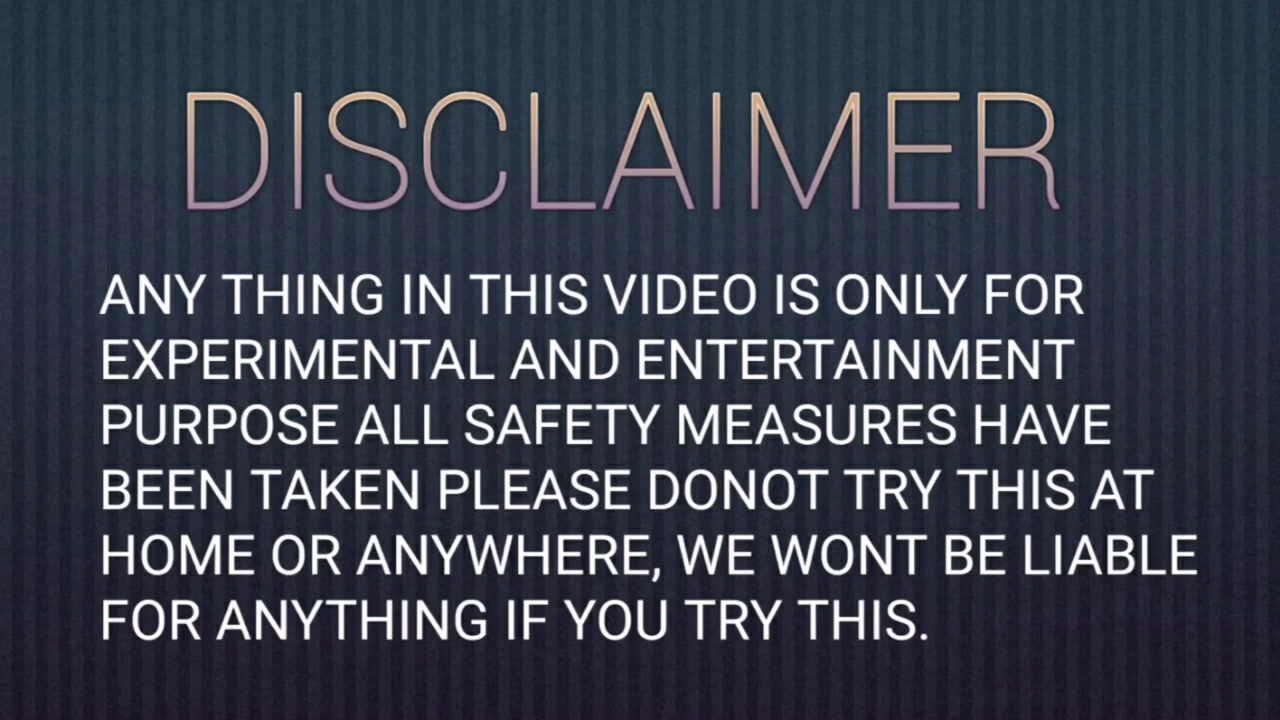 DISCLAIMER
ANY THING IN THIS VIDEO IS ONLY FOR
EXPERIMENTAL AND ENTERTAINMENT
PURPOSE ALL SAFETY MEASURES HAVE
BEEN TAKEN PLEASE DONOT TRY THIS AT
HOME OR ANYWHERE, WE WONT BE LIABLE
FOR ANYTHING IF YOU TRY THIS.